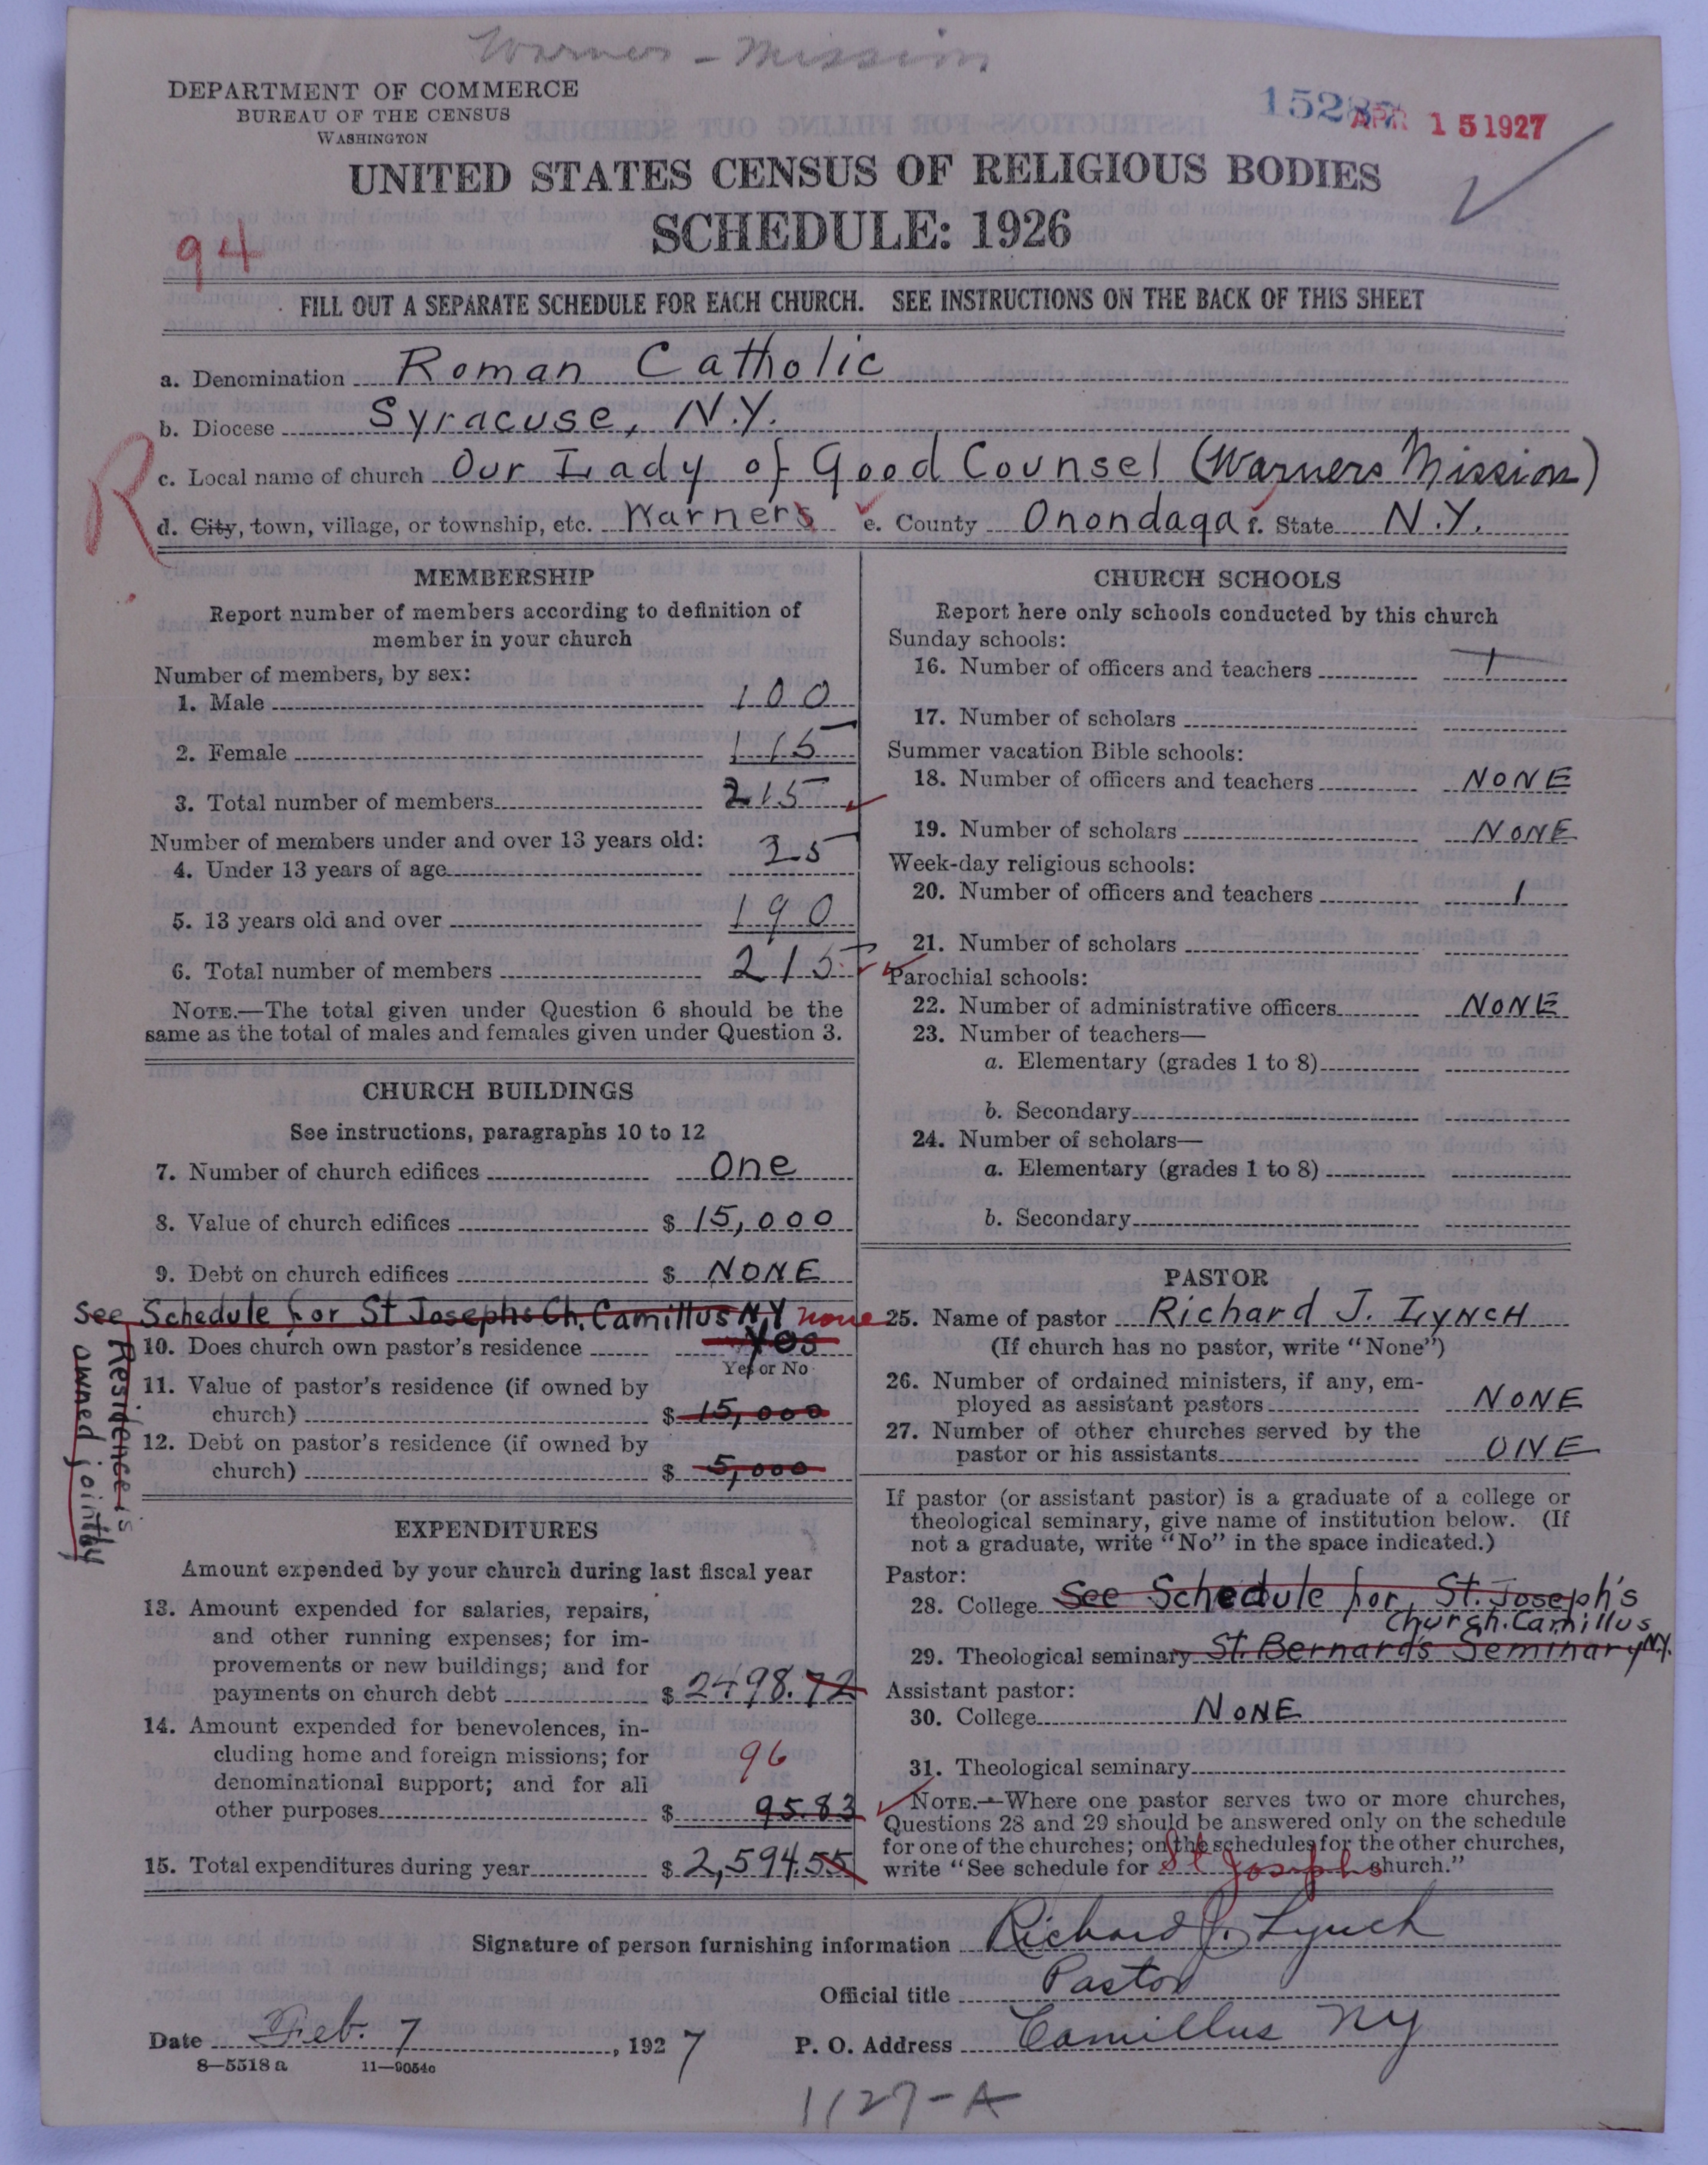 Warner - Mission
DEPARTMENT OF COMMERCE
BUREAU OF THE CENSUS
WASHINGTON
15287 APR 15 1927
UNITED STATES CENSUS OF RELIGIOUS BODIES
SCHEDULE: 1926
94
FILL OUT A SEPARATE SCHEDULE FOR EACH CHURCH. SEE INSTRUCTIONS ON THE BACK OF THIS SHEET
a. Denomination Roman Catholic
b. Diocese Syracuse, N.Y.
R
c. Local name of church Our Lady of Good Counsel (Warners Mission)
d. City, town, village, or township, etc. Warners e. County Onondaga f. State N.Y.
MEMBERSHIP
Report number of members according to definition of
member in your church
Number of members, by sex:
1. Male 100
2. Female 115
3. Total number of members 215
Number of members under and over 13 years old:
4. Under 13 years of age 25
5. 13 years old and over 190
6. Total number of members 215
NOTE.—The total given under Question 6 should be the
same as the total of males and females given under Question 3.
CHURCH BUILDINGS
See instructions, paragraphs 10 to 12
7. Number of church edifices One
8. Value of church edifices $ 15,000
9. Debt on church edifices $ NONE
See Schedule for St Josephs Ch. Camillus N.Y none
10. Does church own pastor's residence Yes
Yes or No
11. Value of pastor's residence (if owned by
church) $ 15,000
12. Debt on pastor's residence (if owned by
church) $ 5,000
Residence is
owned jointly
EXPENDITURES
Amount expended by your church during last fiscal year
13. Amount expended for salaries, repairs,
and other running expenses; for im-
provements or new buildings; and for
payments on church debt $ 2498.72
14. Amount expended for benevolences, in-
cluding home and foreign missions; for 96
denominational support; and for all
other purposes $ 95.83
15. Total expenditures during year $ 2,594.55
CHURCH SCHOOLS
Report here only schools conducted by this church
Sunday schools:
16. Number of officers and teachers 1
17. Number of scholars
Summer vacation Bible schools:
18. Number of officers and teachers NONE
19. Number of scholars NONE
Week-day religious schools:
20. Number of officers and teachers 1
21. Number of scholars
Parochial schools:
22. Number of administrative officers NONE
23. Number of teachers—
a. Elementary (grades 1 to 8)
b. Secondary
24. Number of scholars—
a. Elementary (grades 1 to 8)
b. Secondary
PASTOR
25. Name of pastor Richard J. LYNCH
(If church has no pastor, write "None")
26. Number of ordained ministers, if any, em-
ployed as assistant pastors NONE
27. Number of other churches served by the
pastor or his assistants ONE
If pastor (or assistant pastor) is a graduate of a college or
theological seminary, give name of institution below. (If
not a graduate, write "No" in the space indicated.)
Pastor:
28. College See Schedule for St. Joseph's
Church. Camillus
29. Theological seminary St. Bernards Seminary N.Y.
Assistant pastor:
30. College NONE
31. Theological seminary
NOTE.—Where one pastor serves two or more churches,
Questions 28 and 29 should be answered only on the schedule
for one of the churches; on the schedules for the other churches,
write "See schedule for St Josephs church."
Signature of person furnishing information Richard J. Lynch
Official title Pastor
Date Feb. 7, 1927 P. O. Address Camillus NY
8—5518 a 11—9054c
1127-A